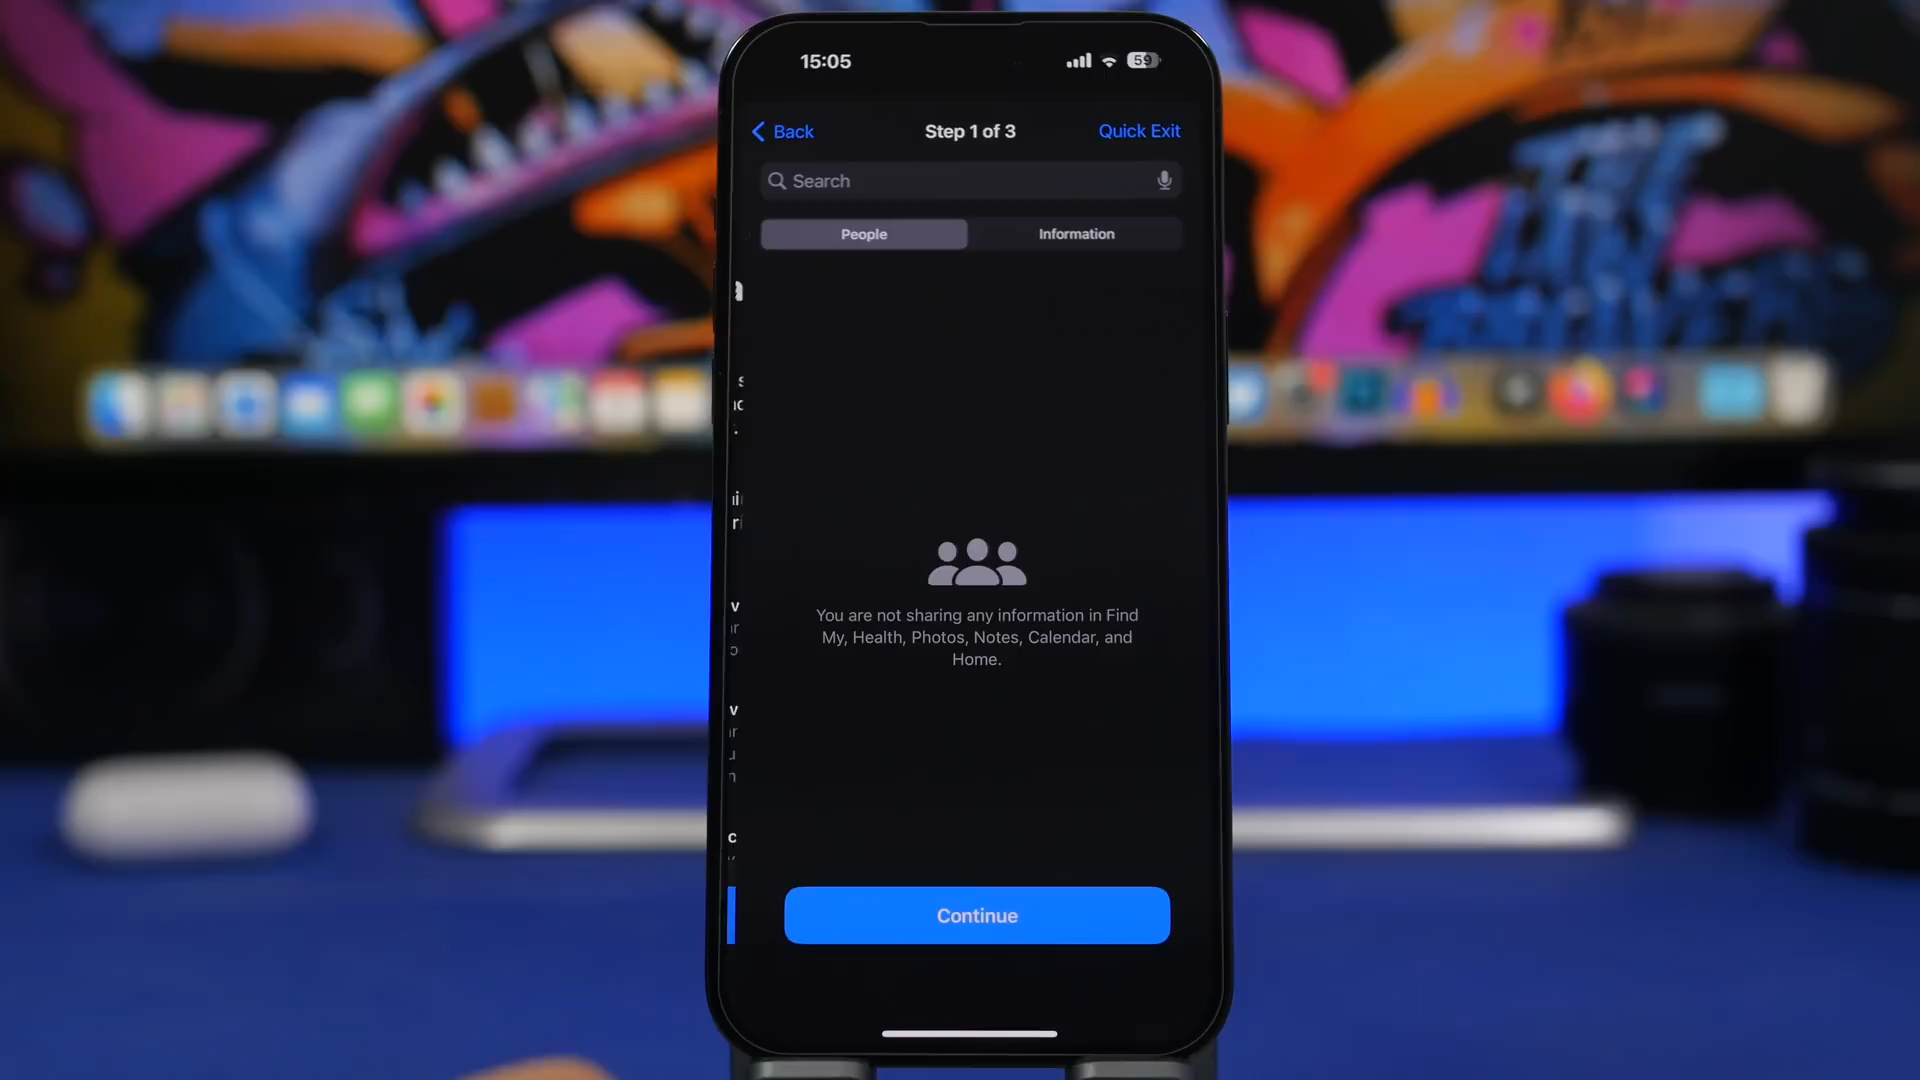 15:05
59
Back
Step 1 of 3
Quick Exit
Search
People
Information
You are not sharing any information in Find
My, Health, Photos, Notes, Calendar, and
Home.
Continue